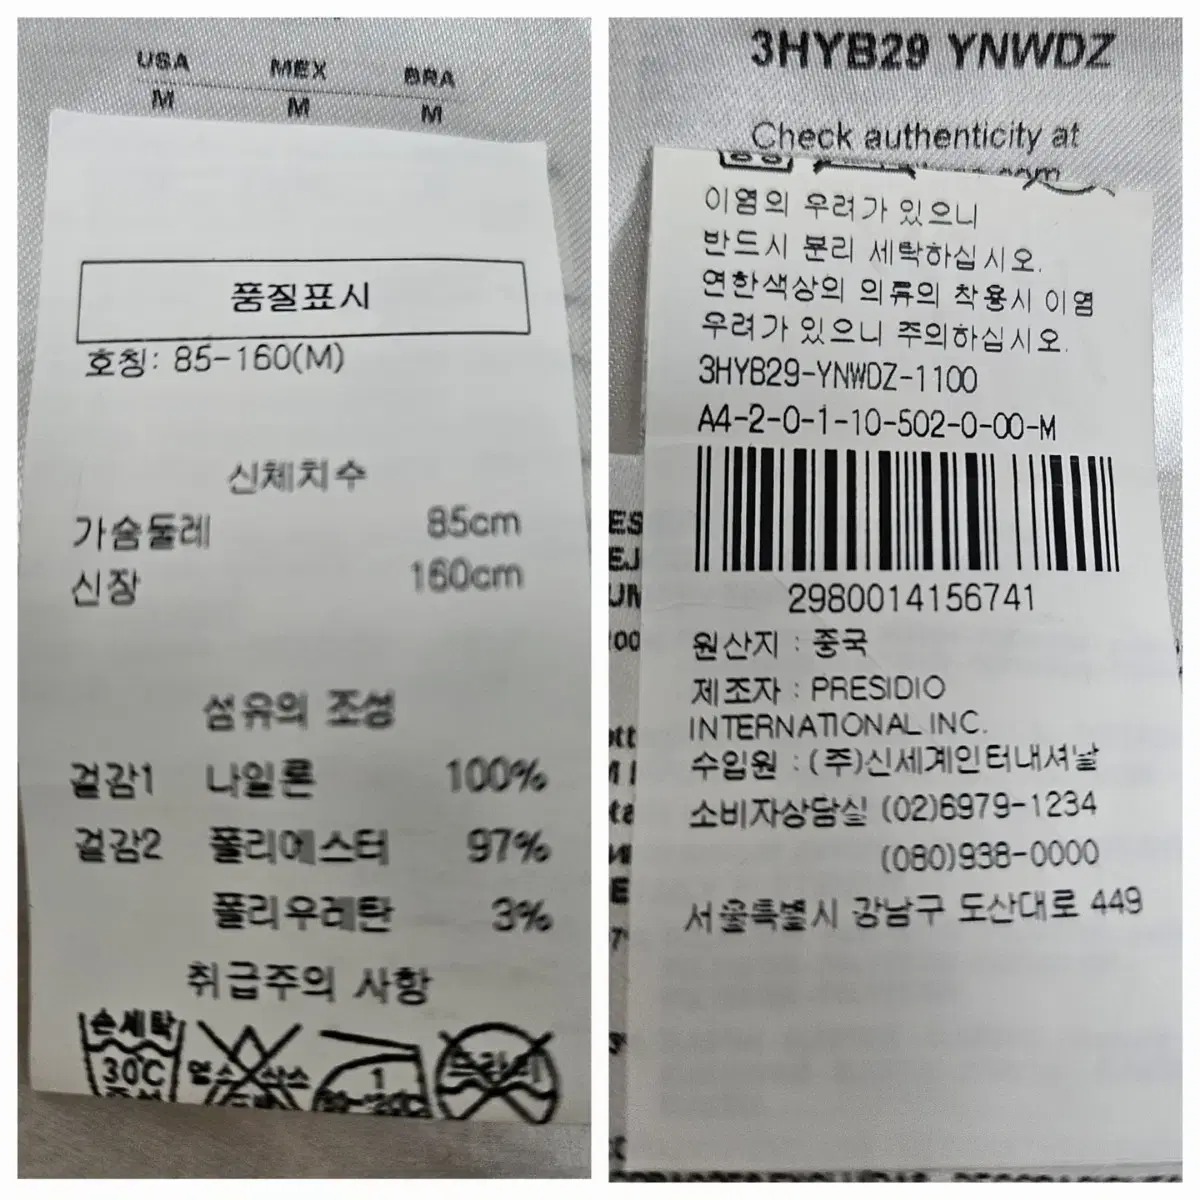 USA MEX BRA
M M M
품질표시
호칭: 85-160(M)
신체치수
가슴둘레 85cm
신장 160cm
섬유의 조성
겉감1 나일론 100%
겉감2 폴리에스터 97%
폴리우레탄 3%
취급주의 사항
손세탁
30℃
중성
드라이
3HYB29 YNWDZ
Check authenticity at
이염의 우려가 있으니
반드시 분리 세탁하십시오.
연한색상의 의류의 착용시 이염
우려가 있으니 주의하십시오.
3HYB29-YNWDZ-1100
A4-2-0-1-10-502-0-00-M
2980014156741
원산지 : 중국
제조자 : PRESIDIO
INTERNATIONAL INC.
수입원 : (주)신세계인터내셔날
소비자상담실 (02)6979-1234
(080)938-0000
서울특별시 강남구 도산대로 449